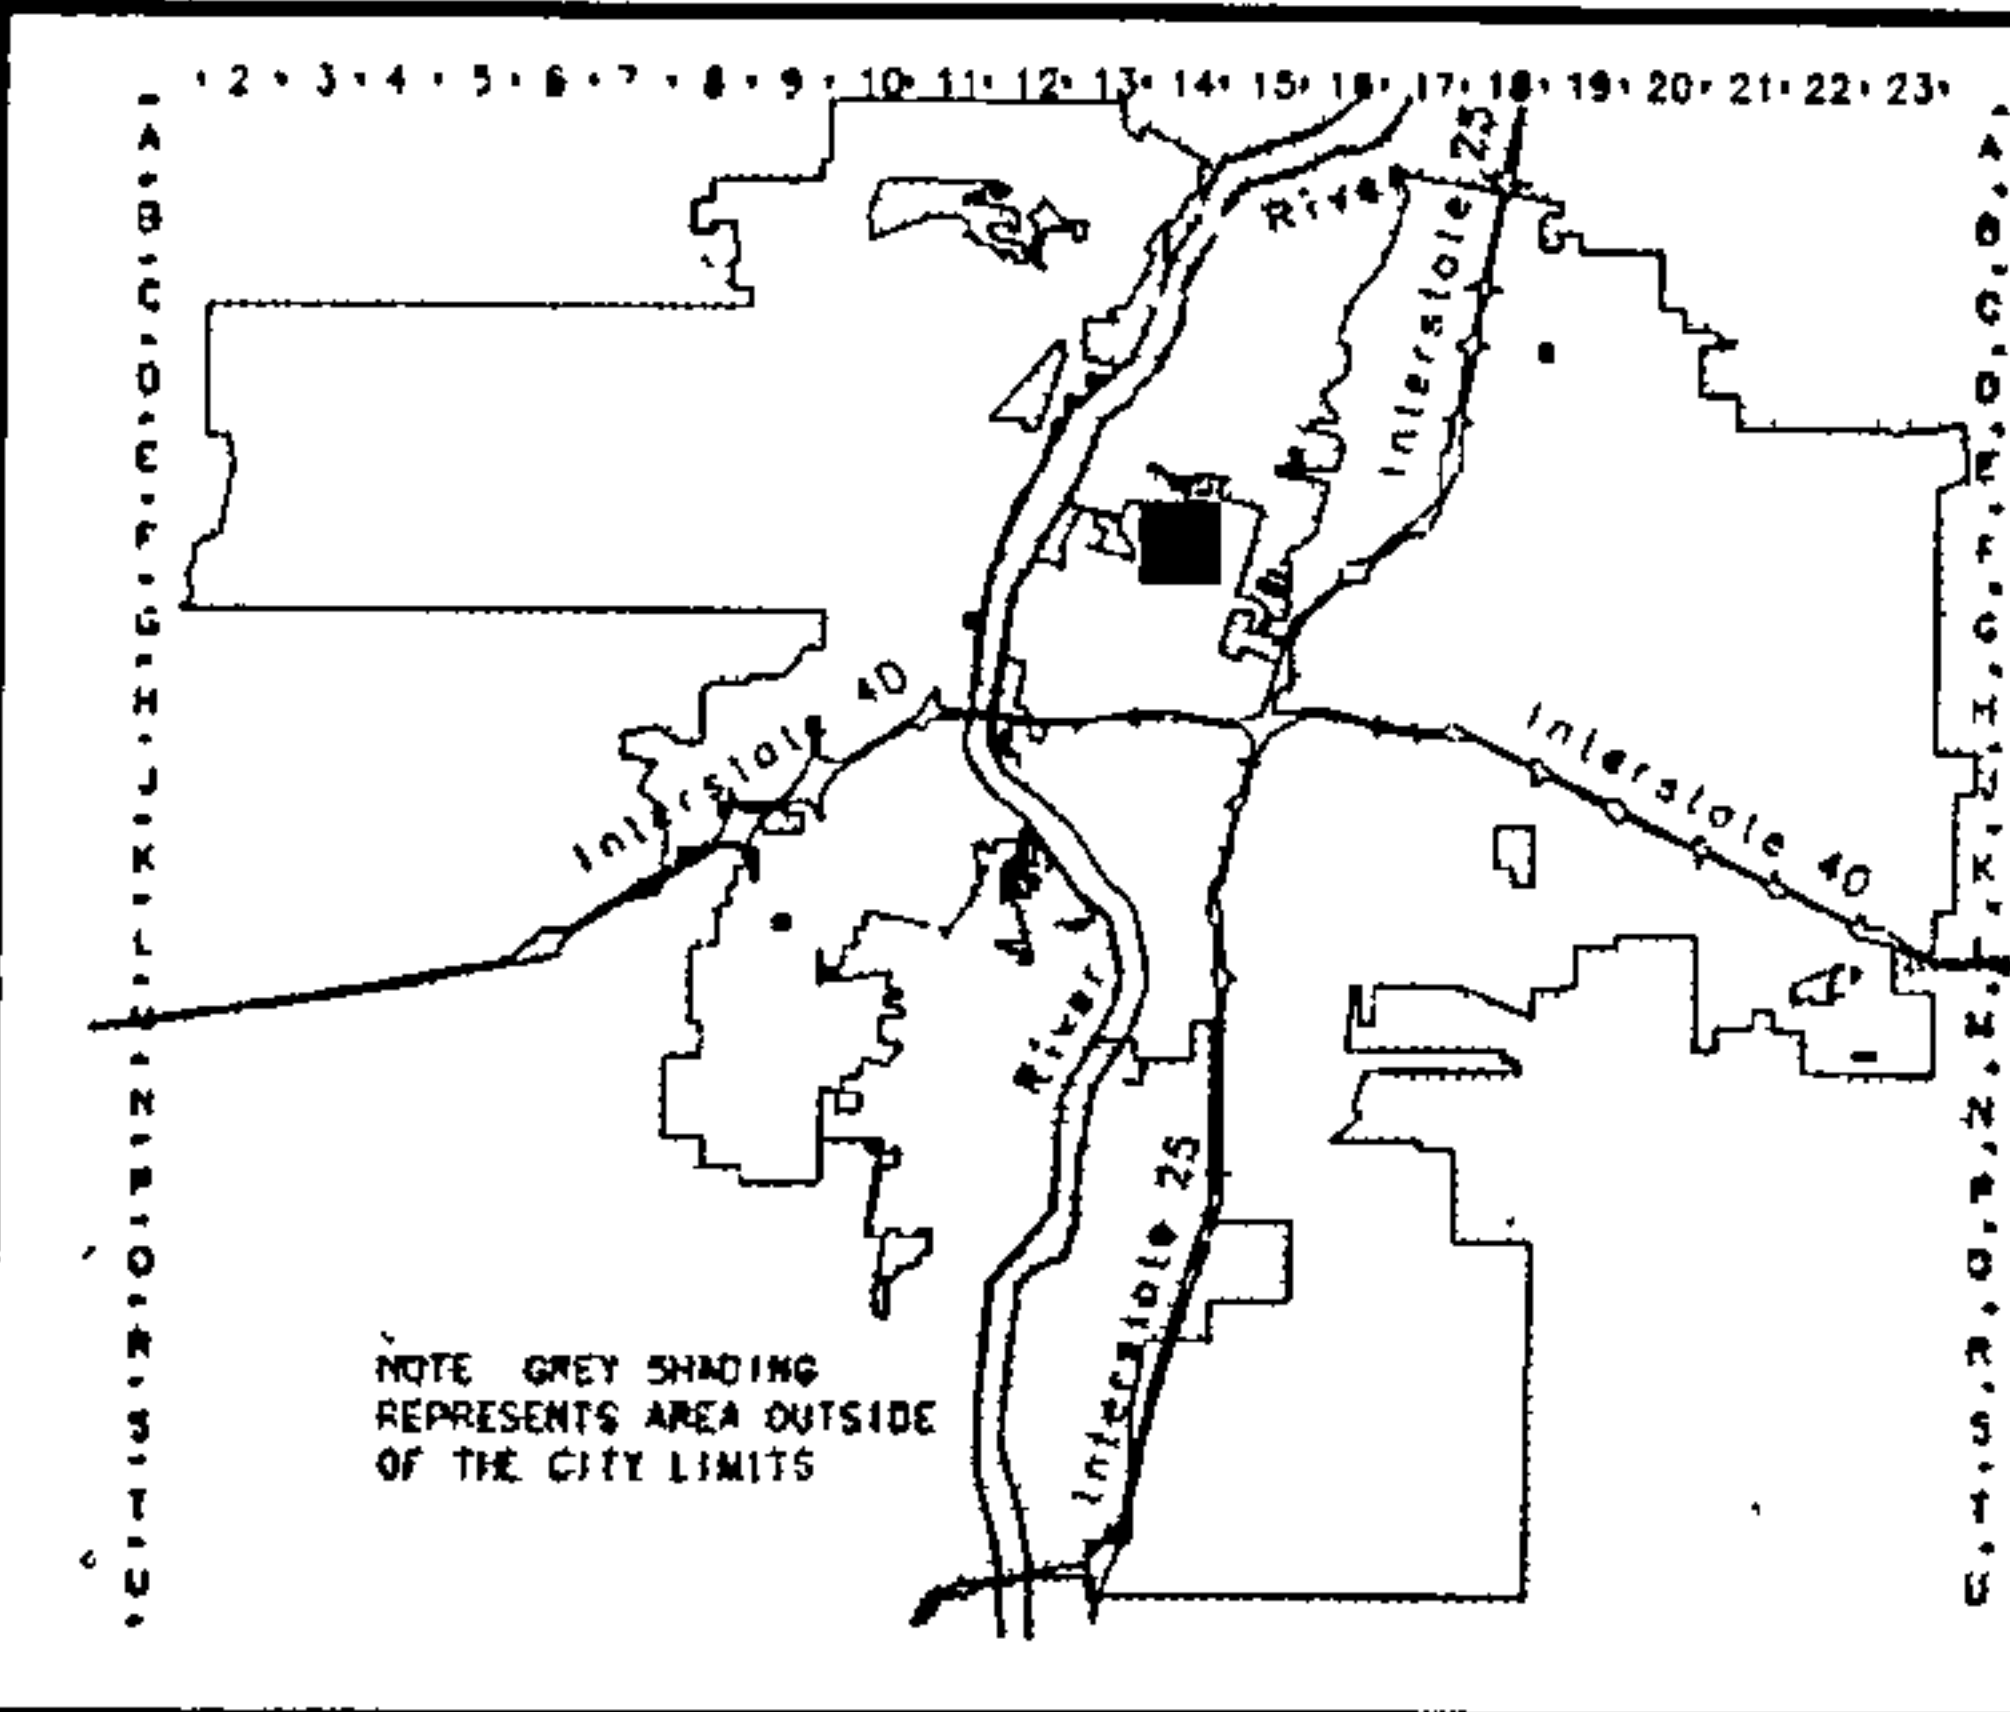 2 · 3 · 4 · 5 · 6 · 7 · 8 · 9 · 10 · 11 · 12 · 13 · 14 · 15 · 16 · 17 · 18 · 19 · 20 · 21 · 22 · 23 ·
A · B · C · D · E · F · G · H · J · K · L · M · N · P · O · R · S · T · U
A · B · C · D · E · F · G · H · J · K · L · M · N · P · O · R · S · T · U
River
Interstate 25
Interstate 40
Interstate 40
River
Interstate 25
NOTE GREY SHADING
REPRESENTS AREA OUTSIDE
OF THE CITY LIMITS